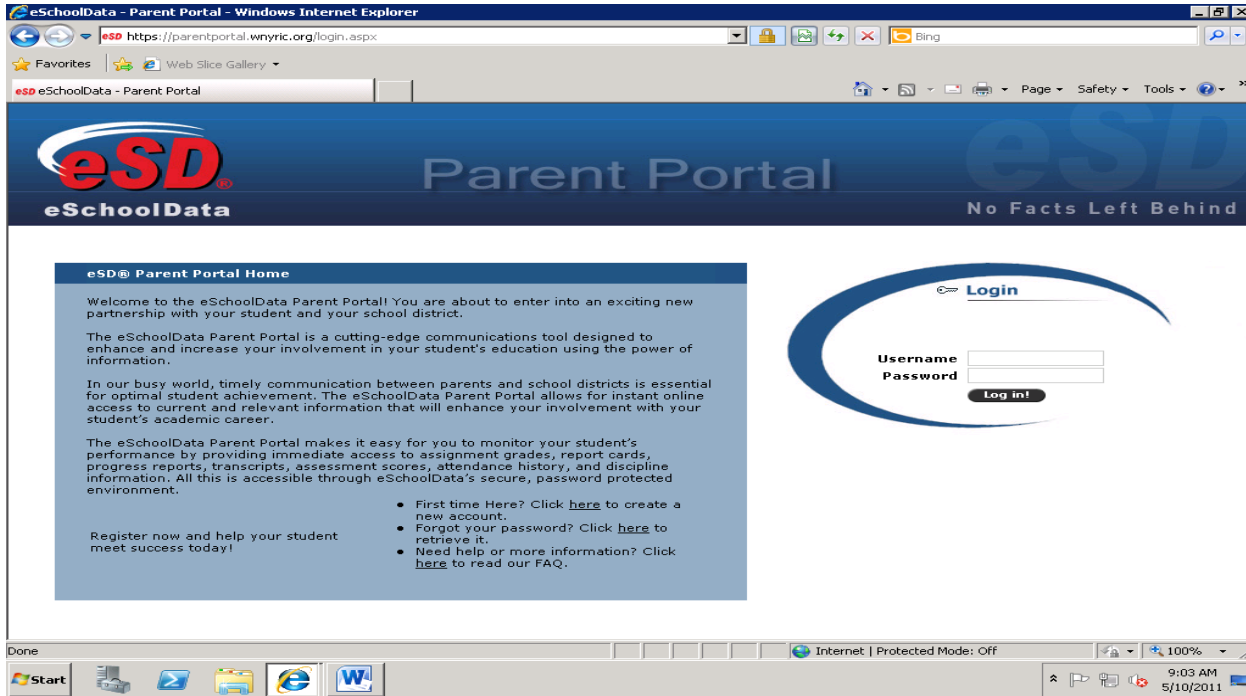 eSchoolData - Parent Portal - Windows Internet Explorer
eSD https://parentportal.wnyric.org/login.aspx
Bing
Favorites Web Slice Gallery
eSD eSchoolData - Parent Portal
Page Safety Tools
eSD®
eSchoolData
Parent Portal
eSD
No Facts Left Behind
eSD® Parent Portal Home
Welcome to the eSchoolData Parent Portal! You are about to enter into an exciting new
partnership with your student and your school district.
The eSchoolData Parent Portal is a cutting-edge communications tool designed to
enhance and increase your involvement in your student's education using the power of
information.
In our busy world, timely communication between parents and school districts is essential
for optimal student achievement. The eSchoolData Parent Portal allows for instant online
access to current and relevant information that will enhance your involvement with your
student's academic career.
The eSchoolData Parent Portal makes it easy for you to monitor your student's
performance by providing immediate access to assignment grades, report cards,
progress reports, transcripts, assessment scores, attendance history, and discipline
information. All this is accessible through eSchoolData's secure, password protected
environment.
Register now and help your student
meet success today!
• First time Here? Click here to create a
new account.
• Forgot your password? Click here to
retrieve it.
• Need help or more information? Click
here to read our FAQ.
Login
Username
Password
Log in!
Done
Internet | Protected Mode: Off
100%
Start
W
9:03 AM
5/10/2011